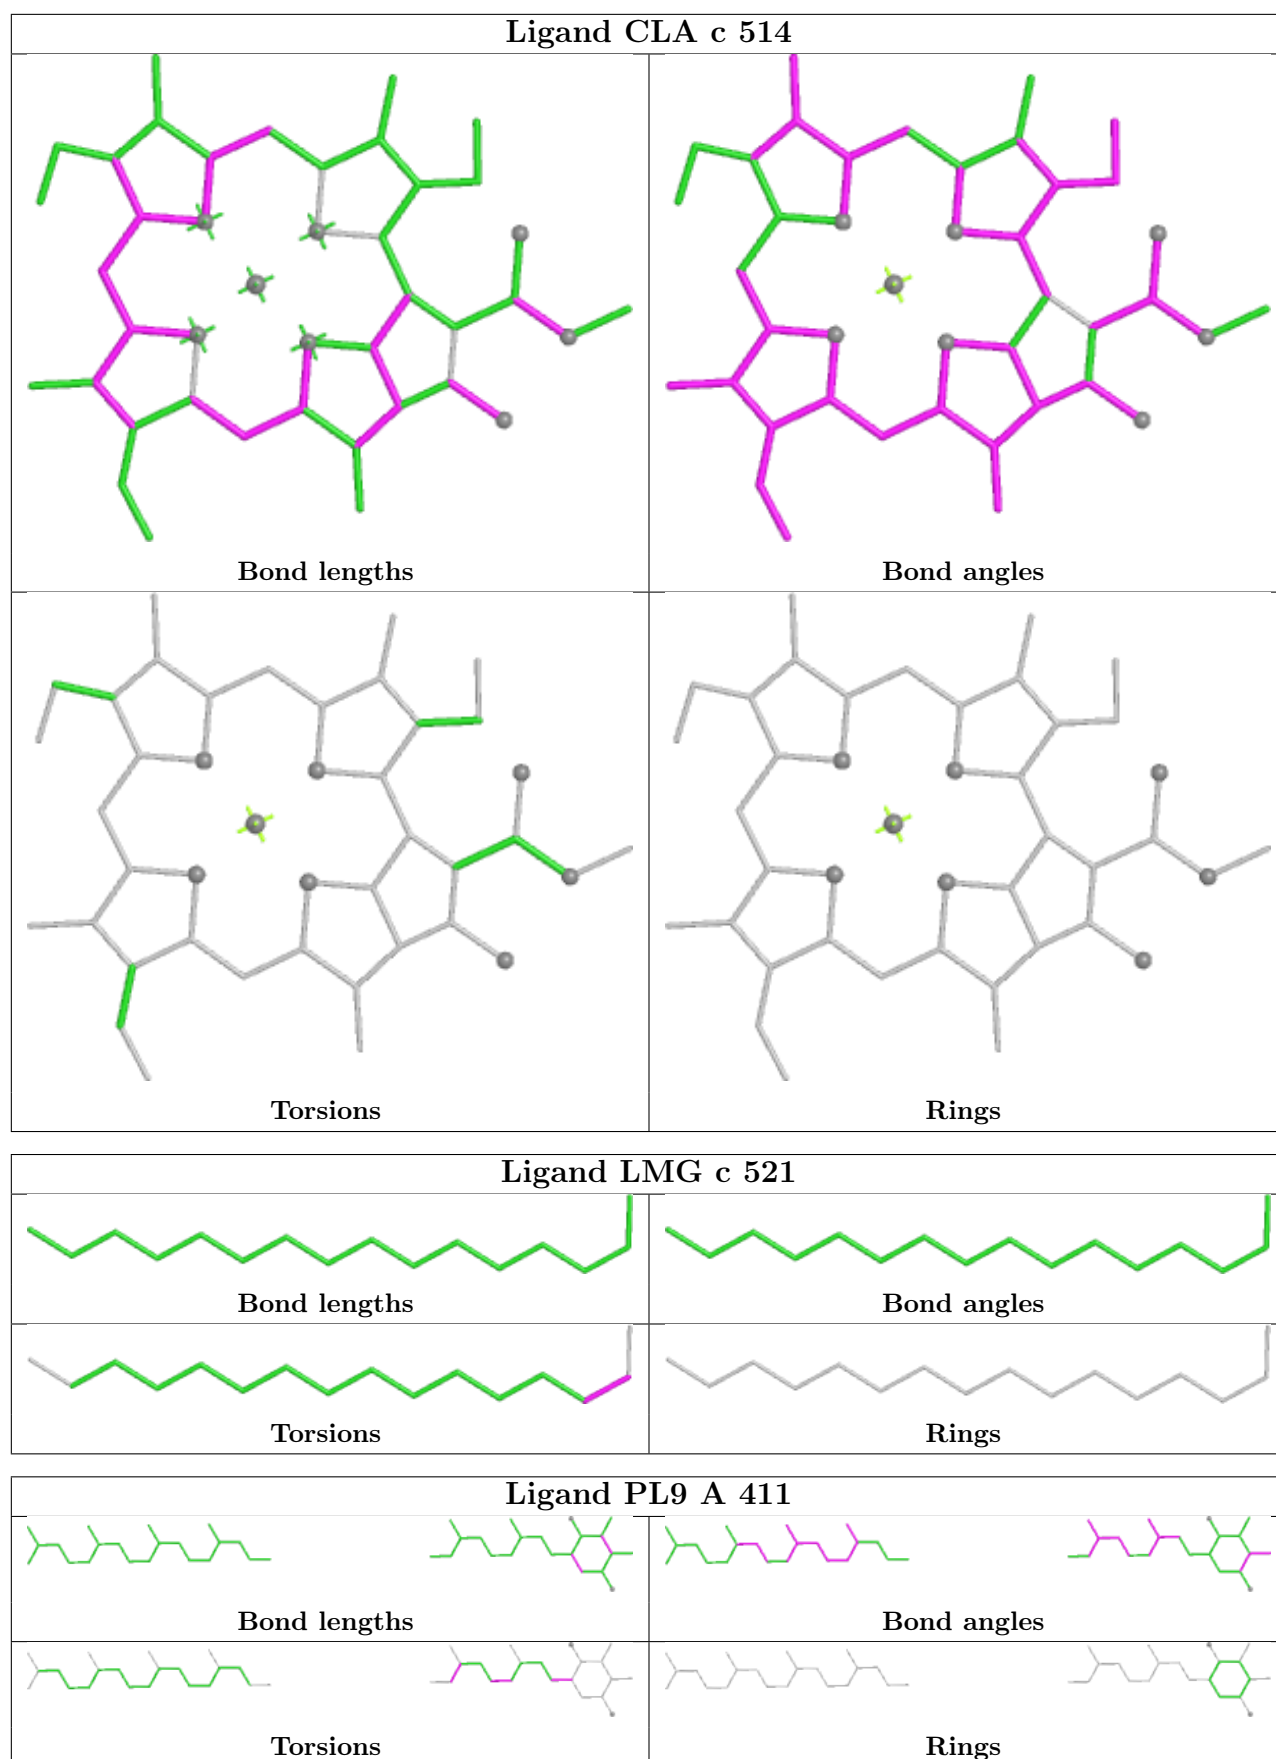 Ligand CLA c 514
Bond lengths
Bond angles
Torsions
Rings
Ligand LMG c 521
Bond lengths
Bond angles
Torsions
Rings
Ligand PL9 A 411
Bond lengths
Bond angles
Torsions
Rings